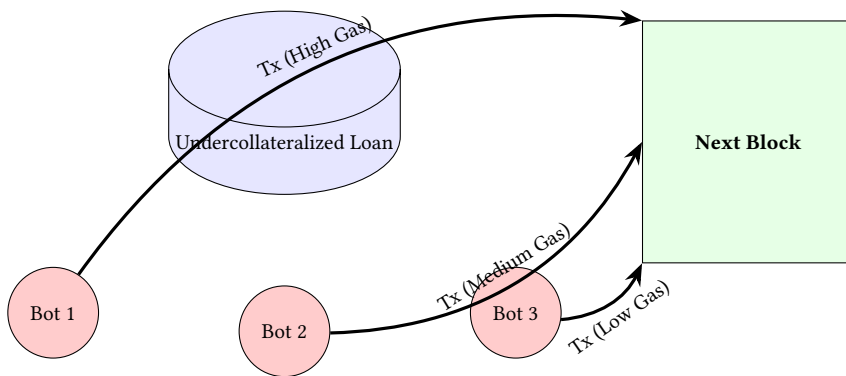 Tx (High Gas)
Undercollateralized Loan
Next Block
Tx (Medium Gas)
Bot 1
Bot 2
Bot 3
Tx (Low Gas)